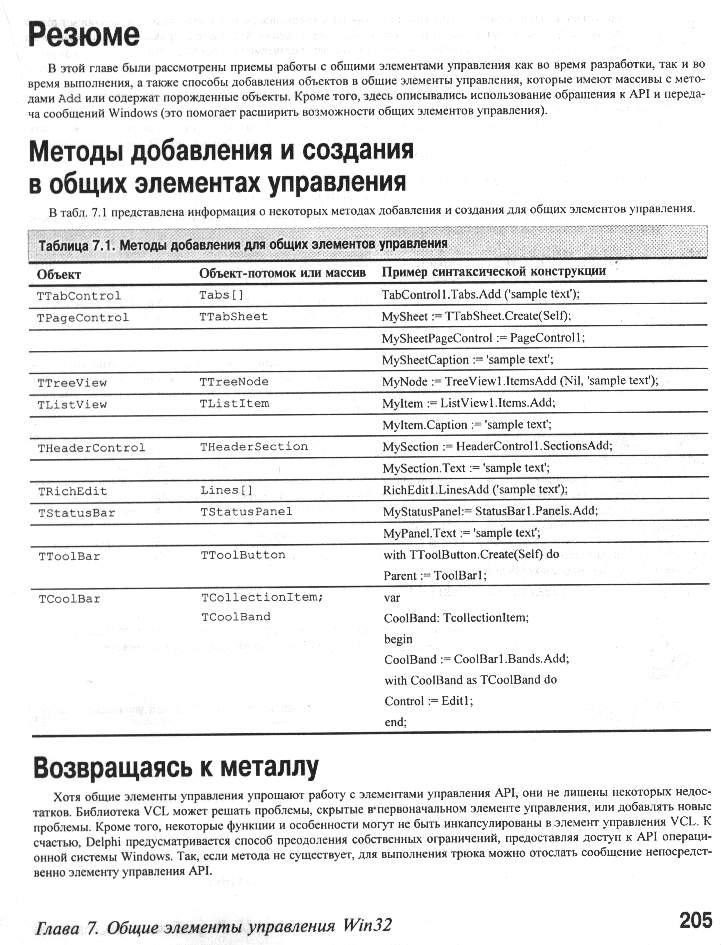 Резюме
В этой главе были рассмотрены приемы работы с общими элементами управления как во время разработки, так и во
время выполнения, а также способы добавления объектов в общие элементы управления, которые имеют массивы с мето-
дами Add или содержат порожденные объекты. Кроме того, здесь описывались использование обращения к API и переда-
ча сообщений Windows (это помогает расширить возможности общих элементов управления).
Методы добавления и создания
в общих элементах управления
В табл. 7.1 представлена информация о некоторых методах добавления и создания для общих элементов управления.
Таблица 7.1. Методы добавления для общих элементов управления
Объект Объект-потомок или массив Пример синтаксической конструкции
TTabControl Tabs[] TabControl1.Tabs.Add ('sample text');
TPageControl TTabSheet MySheet := TTabSheet.Create(Self);
MySheetPageControl := PageControl1;
MySheetCaption := 'sample text';
TTreeView TTreeNode MyNode := TreeView1.ItemsAdd (Nil, 'sample text');
TListView TListItem MyItem := ListView1.Items.Add;
MyItem.Caption := 'sample text';
THeaderControl THeaderSection MySection := HeaderControl1.SectionsAdd;
MySection.Text := 'sample text';
TRichEdit Lines[] RichEdit1.LinesAdd ('sample text');
TStatusBar TStatusPanel MyStatusPanel:= StatusBar1.Panels.Add;
MyPanel.Text := 'sample text';
TToolBar TToolButton with TToolButton.Create(Self) do
Parent := ToolBar1;
TCoolBar TCollectionItem; var
TCoolBand CoolBand: TcollectionItem;
begin
CoolBand := CoolBar1.Bands.Add;
with CoolBand as TCoolBand do
Control := Edit1;
end;
Возвращаясь к металлу
Хотя общие элементы управления упрощают работу с элементами управления API, они не лишены некоторых недос-
татков. Библиотека VCL может решать проблемы, скрытые в первоначальном элементе управления, или добавлять новые
проблемы. Кроме того, некоторые функции и особенности могут не быть инкапсулированы в элемент управления VCL. К
счастью, Delphi предусматривается способ преодоления собственных ограничений, предоставляя доступ к API операци-
онной системы Windows. Так, если метода не существует, для выполнения трюка можно отослать сообщение непосредст-
венно элементу управления API.
Глава 7. Общие элементы управления Win32 205